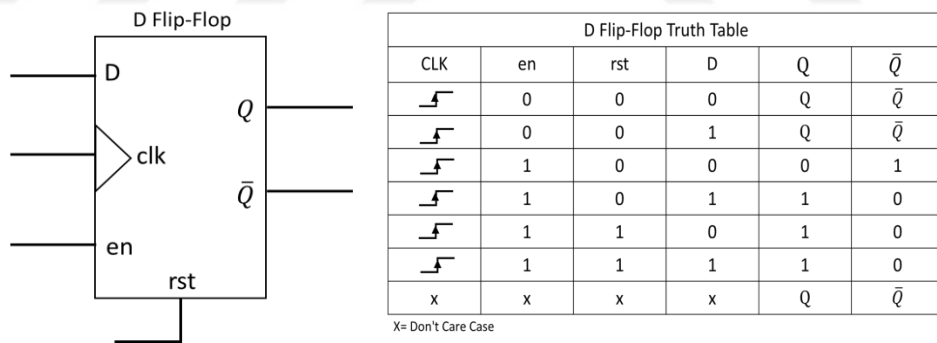 D Flip-Flop
D
Q
clk
Q̄
en
rst
D Flip-Flop Truth Table
CLK en rst D Q Q̄
0 0 0 Q Q̄
0 0 1 Q Q̄
1 0 0 0 1
1 0 1 1 0
1 1 0 1 0
1 1 1 1 0
x x x x Q Q̄
X= Don't Care Case